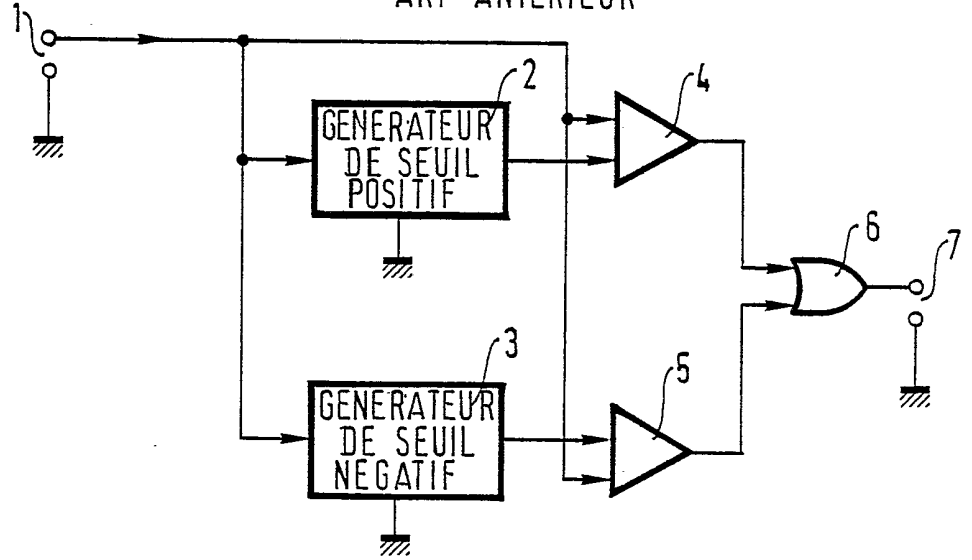 ART ANTERIEUR
1
2
GENERATEUR
DE SEUIL
POSITIF
4
6
7
3
GENERATEUR
DE SEUIL
NEGATIF
5